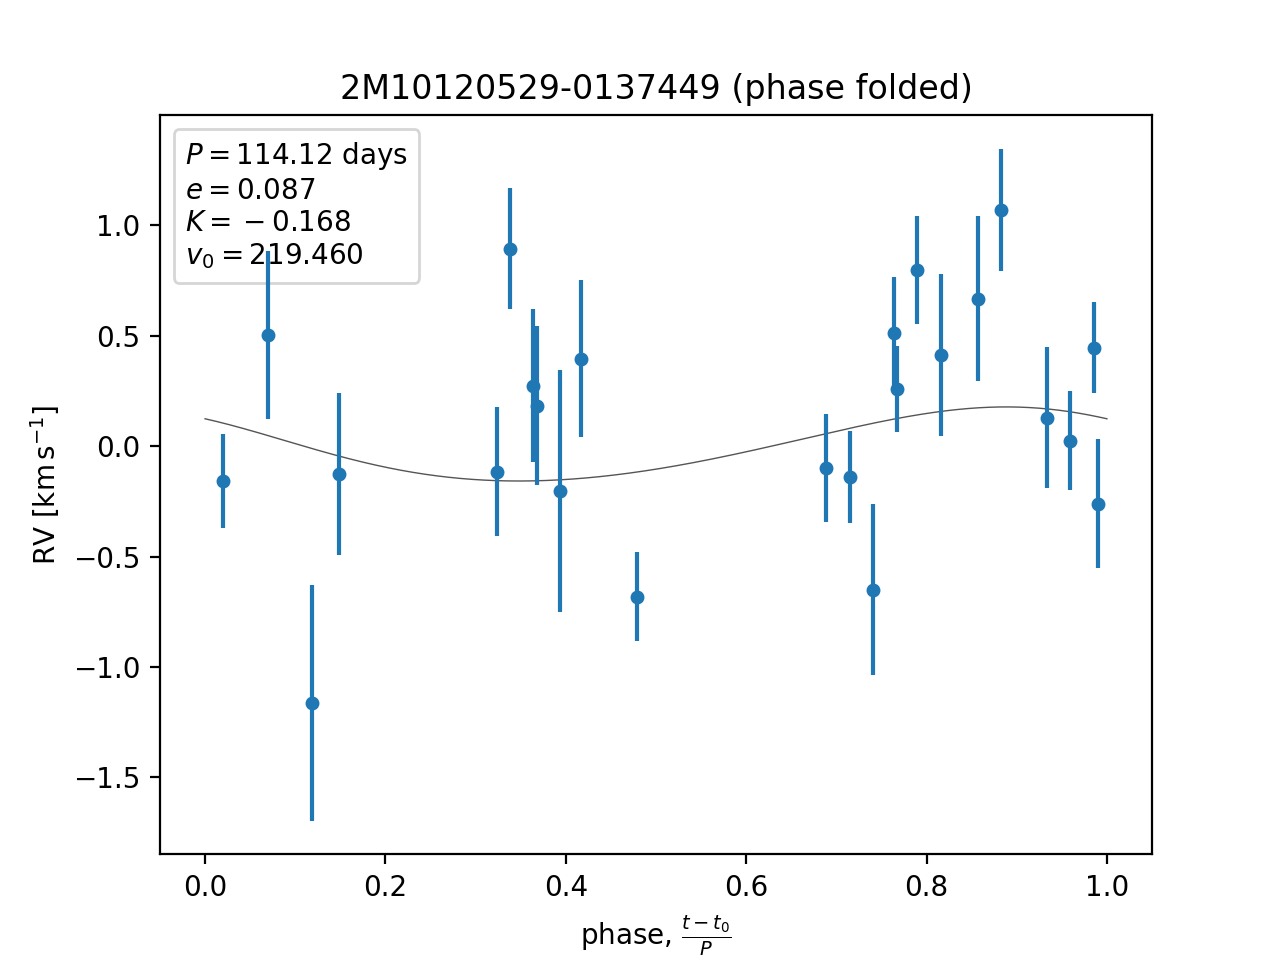 2M10120529-0137449 (phase folded)
P = 114.12 days
e = 0.087
K = −0.168
v₀ = 219.460
1.0
0.5
0.0
−0.5
−1.0
−1.5
RV [km s⁻¹]
0.0 0.2 0.4 0.6 0.8 1.0
phase, (t − t₀)/P